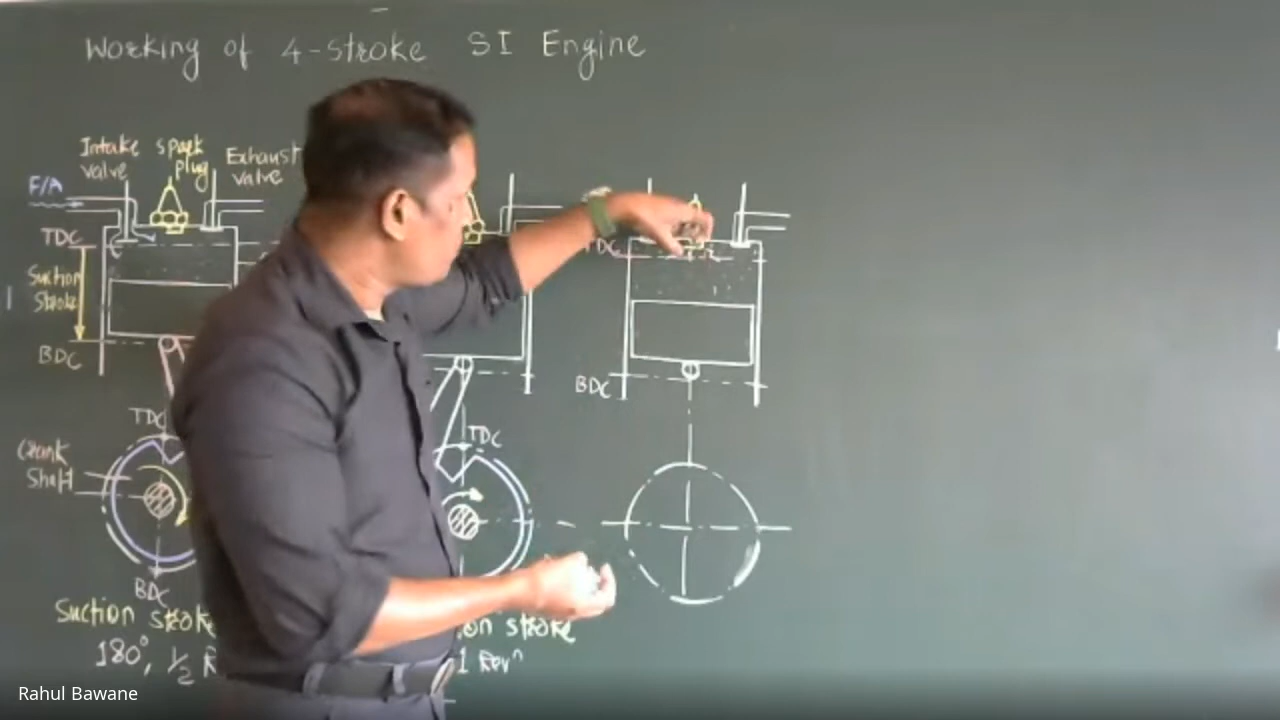 Working of 4-Stroke SI Engine
Intake valve
spark plug
Exhaust valve
F/A
TDC
Suction Stroke
BDC
TDC
Crank Shaft
BDC
Suction stroke
180°, 1/2 R
TDC
on stroke
1 Revⁿ
TDC
BDC
Rahul Bawane